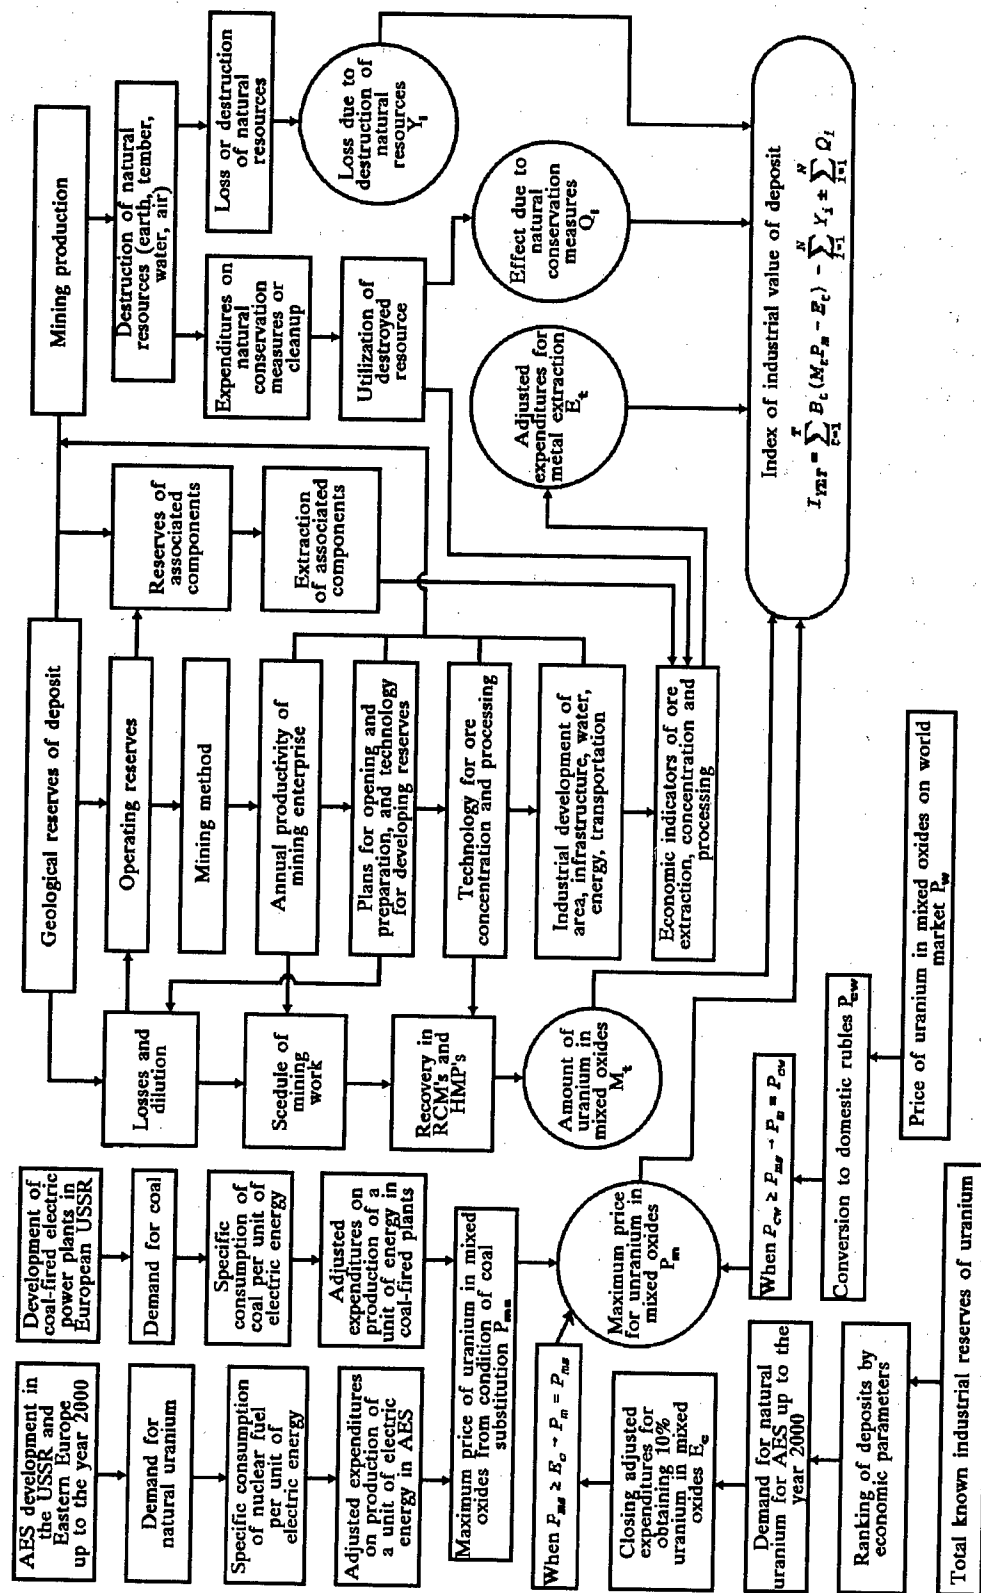 AES development in
the USSR and
Eastern Europe
up to the year 2000
Demand for
natural uranium
Specific consumption
of nuclear fuel
per unit of
electric energy
Adjusted expenditures
on production of
a unit of electric
energy in AES
Development of
coal-fired electric
power plants in
European USSR
Demand for coal
Specific
consumption of
coal per unit of
electric energy
Adjusted
expenditures on
production of a
unit of energy in
coal-fired plants
Maximum price of uranium in mixed
oxides from condition of coal
substitution P_ms
When P_ms ≥ E_c → P_m = P_ms
Closing adjusted
expenditures for
obtaining 10%
uranium in mixed
oxides E_c
Demand for natural
uranium for AES up to the
year 2000
Ranking of deposits by
economic parameters
Total known industrial reserves of uranium
Maximum price
for unranium in
mixed oxides
P_m
When P_cw ≥ P_ms → P_m = P_cw
Conversion to domestic rubles P_cw
Price of uranium in mixed oxides on world
market P_w
Geological reserves of deposit
Losses and
dilution
Scedule of
mining
work
Recovery in
RCM's and
HMP's
Amount of
uranium in
mixed oxides
M_t
Operating reserves
Mining method
Annual productivity of
mining enterprise
Plans for opening and
preparation, and technology
for developing reserves
Technology for ore
concentration and processing
Industrial development of
area, infrastructure, water,
energy, transportation
Economic indicators of ore
extraction, concentration and
processing
Reserves of
associated
components
Extraction
of associated
components
Mining production
Destruction of natural
resources (earth, tember,
water, air)
Expenditures on
natural
conservation
measures or
cleanup
Utilization of
destroyed
resource
Loss or destruction
of natural
resources
Loss due to
destruction of
natural
resources
Y_i
Effect due to
natural
conservation
measures
Q_i
Adjusted
expenditures for
metal extraction
E_t
Index of industrial value of deposit
I_YET = ∑_{t=1}^{T} B_t (M_t P_m − E_t) − ∑_{i=1}^{N} Y_i ± ∑_{i=1}^{N} Q_i